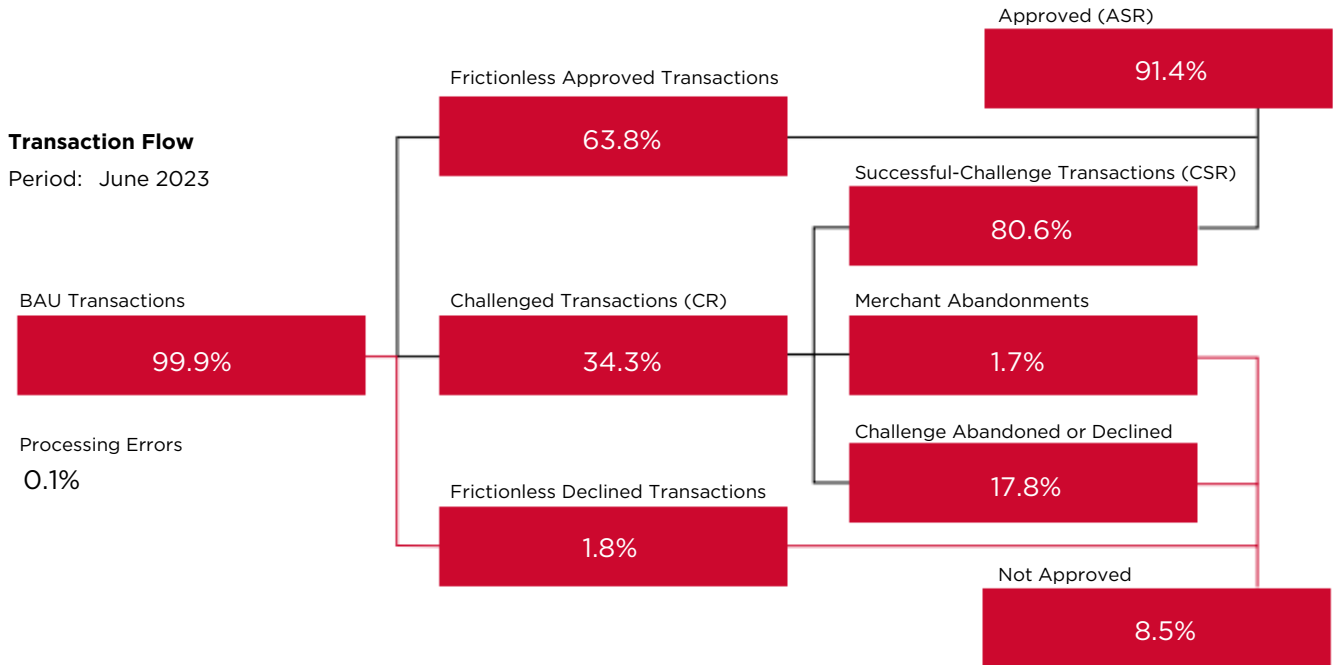 Approved (ASR)
91.4%
Frictionless Approved Transactions
63.8%
Transaction Flow
Period: June 2023
Successful-Challenge Transactions (CSR)
80.6%
BAU Transactions
99.9%
Challenged Transactions (CR)
34.3%
Merchant Abandonments
1.7%
Processing Errors
0.1%
Challenge Abandoned or Declined
17.8%
Frictionless Declined Transactions
1.8%
Not Approved
8.5%